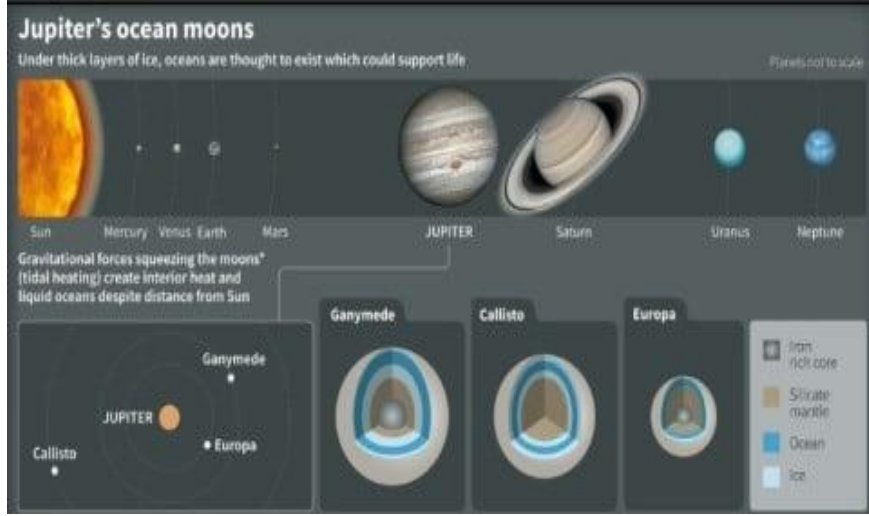 Jupiter's ocean moons
Under thick layers of ice, oceans are thought to exist which could support life
Planets not to scale
Sun
Mercury
Venus
Earth
Mars
JUPITER
Saturn
Uranus
Neptune
Gravitational forces squeezing the moons*
(tidal heating) create interior heat and
liquid oceans despite distance from Sun
Ganymede
JUPITER
Europa
Callisto
Ganymede
Callisto
Europa
Iron
rich core
Silicate
mantle
Ocean
Ice